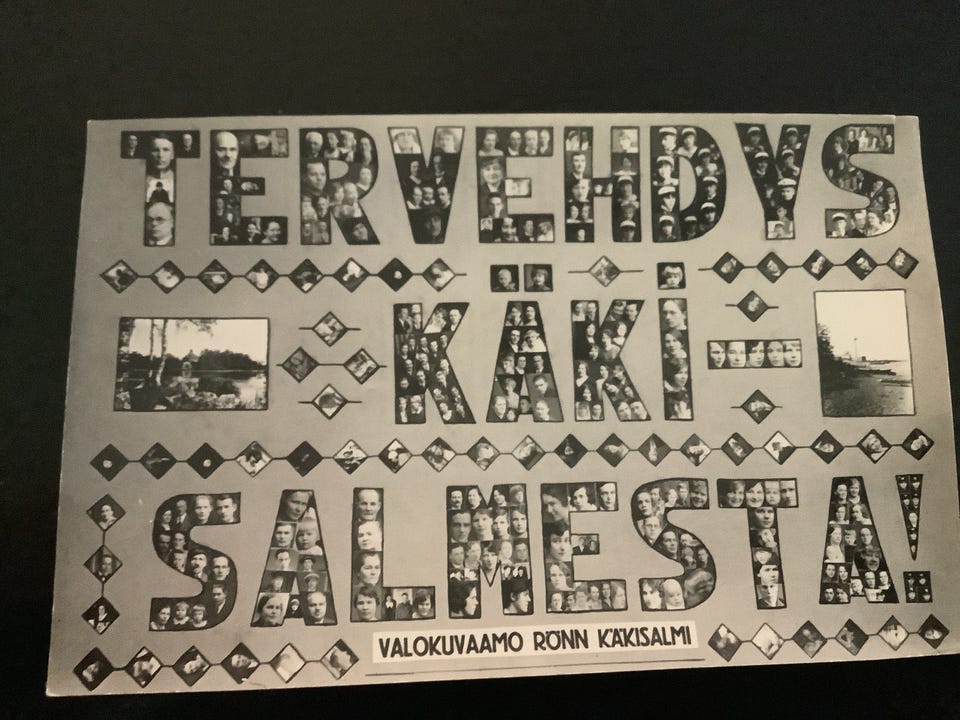 TERVEHDYS
KÄKI
SALMESTA!
VALOKUVAAMO RÖNN KÄKISALMI